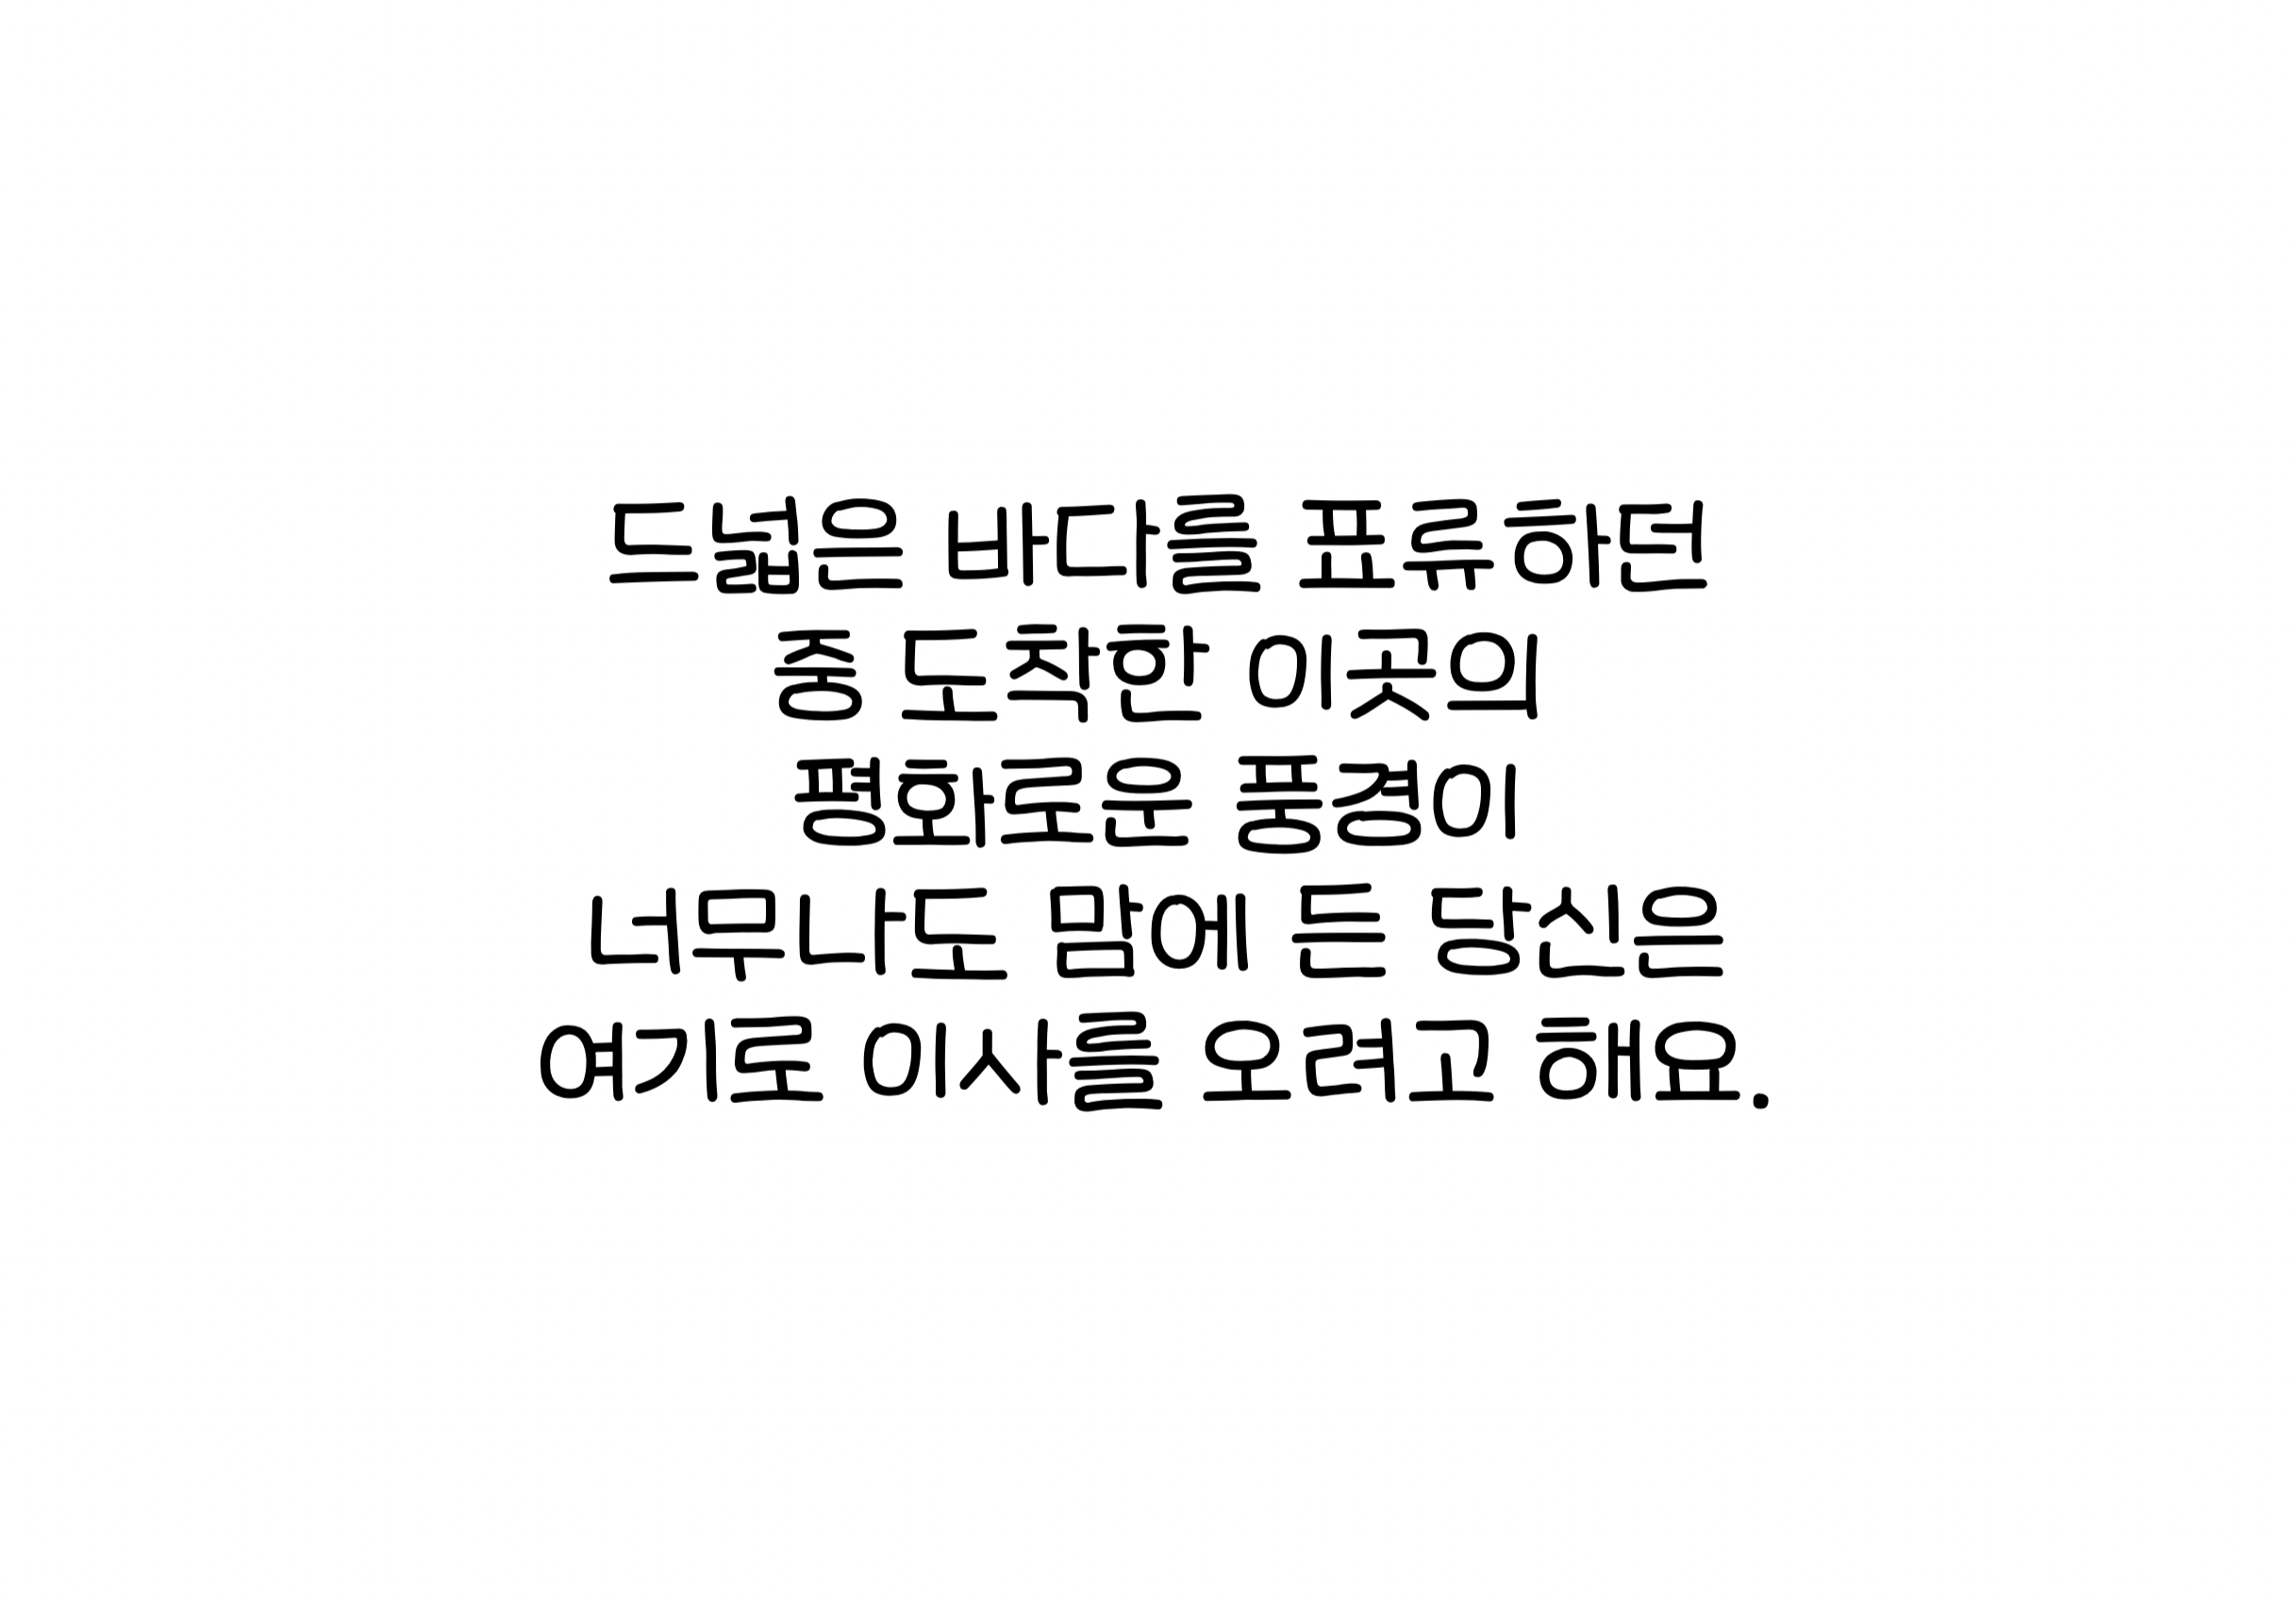 드넓은 바다를 표류하던
중 도착한 이곳의
평화로운 풍경이
너무나도 맘에 든 당신은
여기로 이사를 오려고 해요.